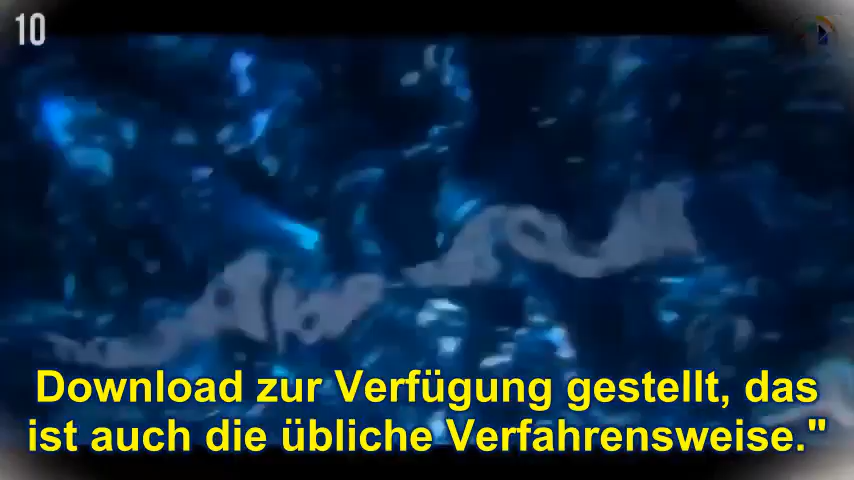 10
Download zur Verfügung gestellt, das
ist auch die übliche Verfahrensweise."